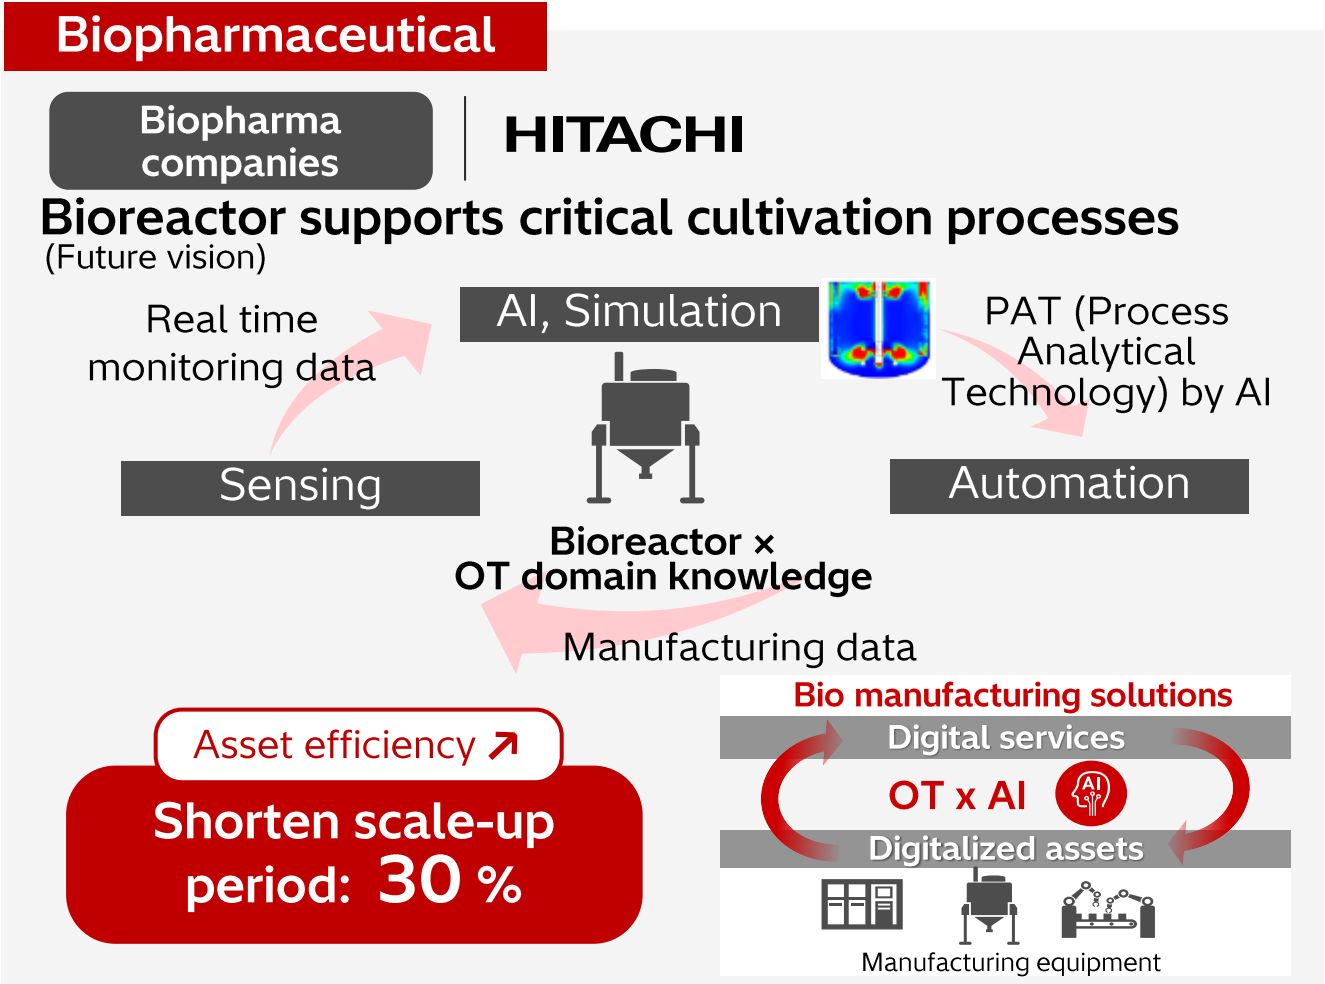 Biopharmaceutical
Biopharma
companies
HITACHI
Bioreactor supports critical cultivation processes
(Future vision)
Real time
monitoring data
AI, Simulation
PAT (Process
Analytical
Technology) by AI
Sensing
Automation
Bioreactor ×
OT domain knowledge
Manufacturing data
Asset efficiency
Shorten scale-up
period: 30 %
Bio manufacturing solutions
Digital services
OT x AI
AI
Digitalized assets
Manufacturing equipment